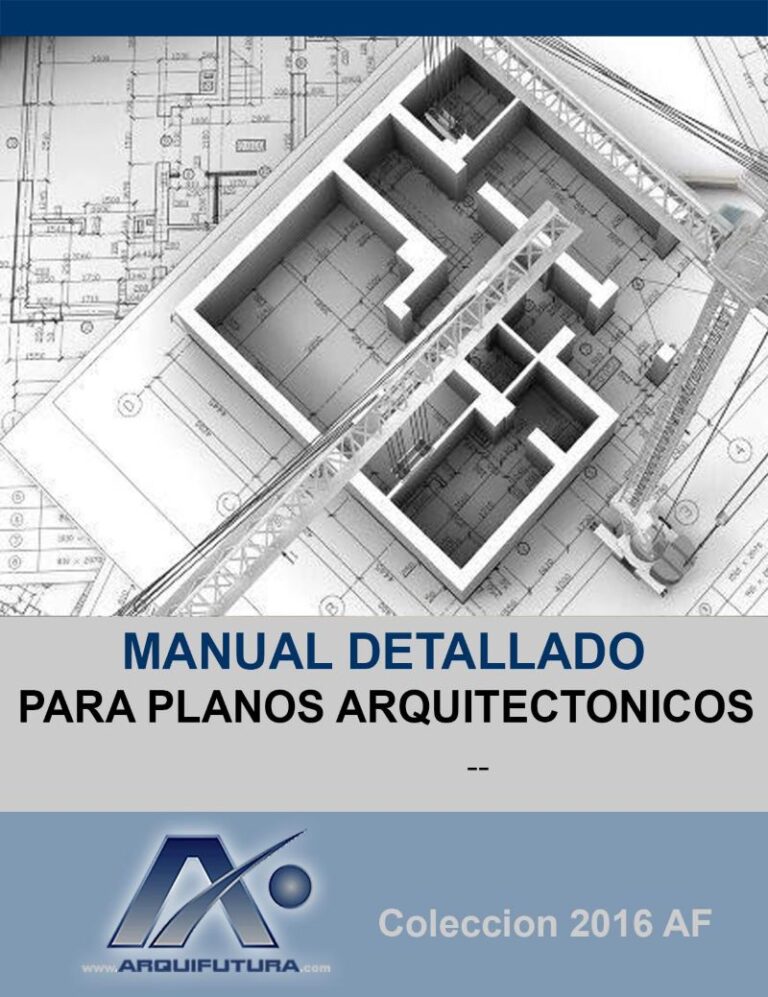 MANUAL DETALLADO
PARA PLANOS ARQUITECTONICOS
--
Coleccion 2016 AF
www.ARQUIFUTURA.com